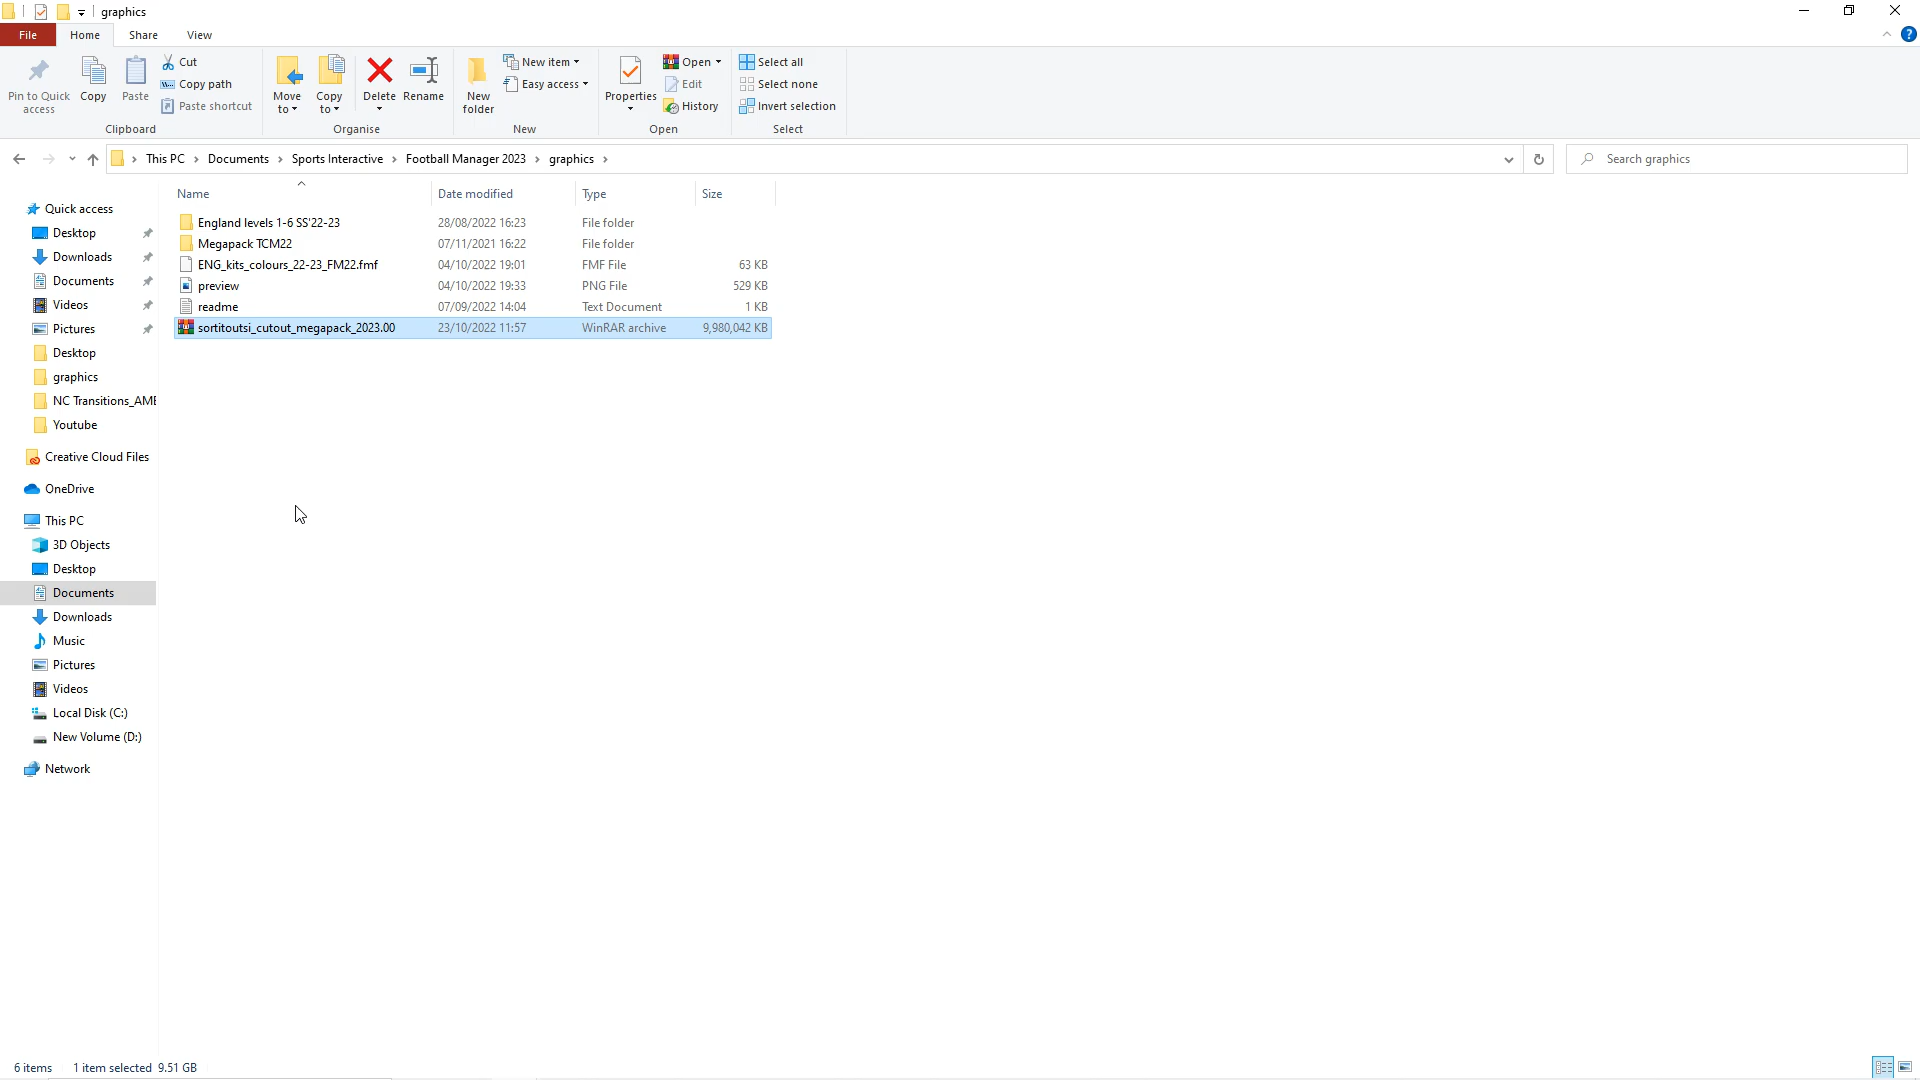 graphics
File Home Share View
Pin to Quick access
Copy
Paste
Cut
Copy path
Paste shortcut
Clipboard
Move to
Copy to
Delete
Rename
Organise
New folder
New item
Easy access
New
Properties
Open
Edit
History
Open
Select all
Select none
Invert selection
Select
This PC › Documents › Sports Interactive › Football Manager 2023 › graphics ›
Search graphics
Name Date modified Type Size
England levels 1-6 SS'22-23 28/08/2022 16:23 File folder
Megapack TCM22 07/11/2021 16:22 File folder
ENG_kits_colours_22-23_FM22.fmf 04/10/2022 19:01 FMF File 63 KB
preview 04/10/2022 19:33 PNG File 529 KB
readme 07/09/2022 14:04 Text Document 1 KB
sortitoutsi_cutout_megapack_2023.00 23/10/2022 11:57 WinRAR archive 9,980,042 KB
Quick access
Desktop
Downloads
Documents
Videos
Pictures
Desktop
graphics
NC Transitions_AME
Youtube
Creative Cloud Files
OneDrive
This PC
3D Objects
Desktop
Documents
Downloads
Music
Pictures
Videos
Local Disk (C:)
New Volume (D:)
Network
6 items 1 item selected 9.51 GB